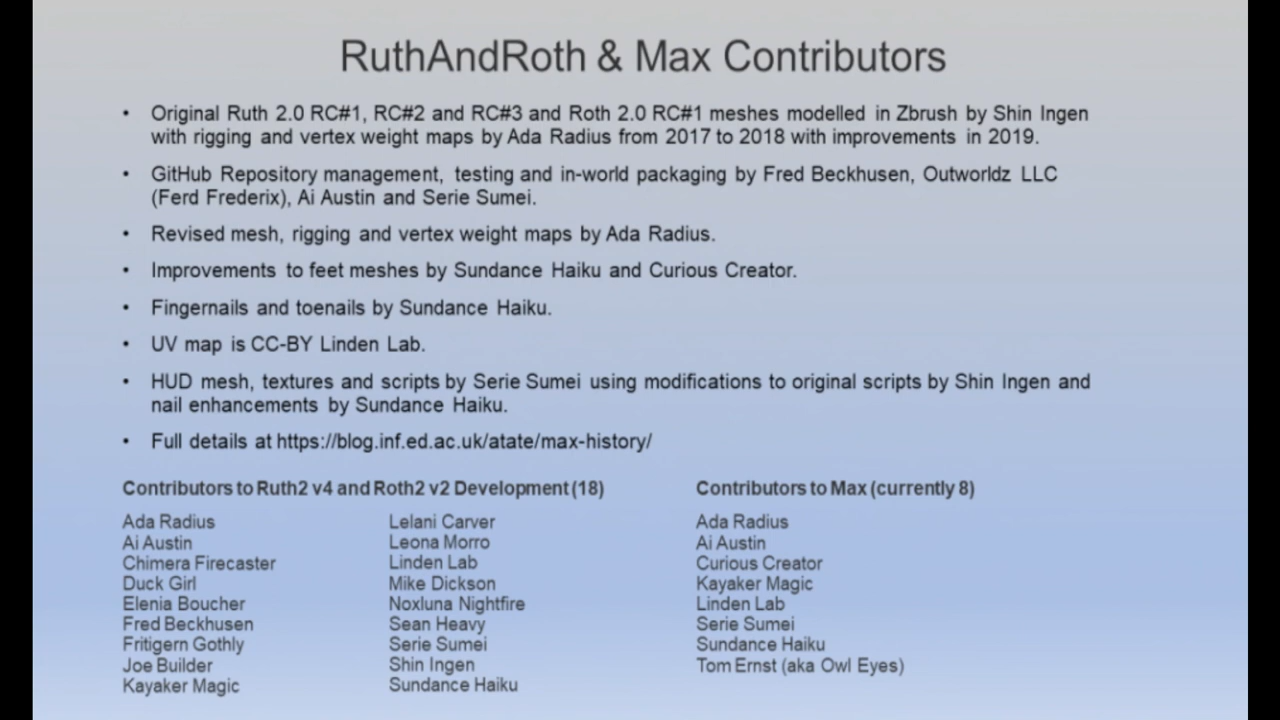 RuthAndRoth & Max Contributors
• Original Ruth 2.0 RC#1, RC#2 and RC#3 and Roth 2.0 RC#1 meshes modelled in Zbrush by Shin Ingen
with rigging and vertex weight maps by Ada Radius from 2017 to 2018 with improvements in 2019.
• GitHub Repository management, testing and in-world packaging by Fred Beckhusen, Outworldz LLC
(Ferd Frederix), Ai Austin and Serie Sumei.
• Revised mesh, rigging and vertex weight maps by Ada Radius.
• Improvements to feet meshes by Sundance Haiku and Curious Creator.
• Fingernails and toenails by Sundance Haiku.
• UV map is CC-BY Linden Lab.
• HUD mesh, textures and scripts by Serie Sumei using modifications to original scripts by Shin Ingen and
nail enhancements by Sundance Haiku.
• Full details at https://blog.inf.ed.ac.uk/atate/max-history/
Contributors to Ruth2 v4 and Roth2 v2 Development (18)
Ada Radius
Ai Austin
Chimera Firecaster
Duck Girl
Elenia Boucher
Fred Beckhusen
Fritigern Gothly
Joe Builder
Kayaker Magic
Lelani Carver
Leona Morro
Linden Lab
Mike Dickson
Noxluna Nightfire
Sean Heavy
Serie Sumei
Shin Ingen
Sundance Haiku
Contributors to Max (currently 8)
Ada Radius
Ai Austin
Curious Creator
Kayaker Magic
Linden Lab
Serie Sumei
Sundance Haiku
Tom Ernst (aka Owl Eyes)